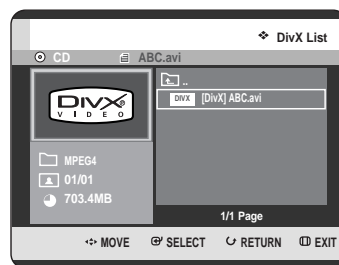 DivX List
CD ABC.avi
..
DIVX [DivX] ABC.avi
DIVX
VIDEO
MPEG4
01/01
703.4MB
1/1 Page
MOVE SELECT RETURN EXIT